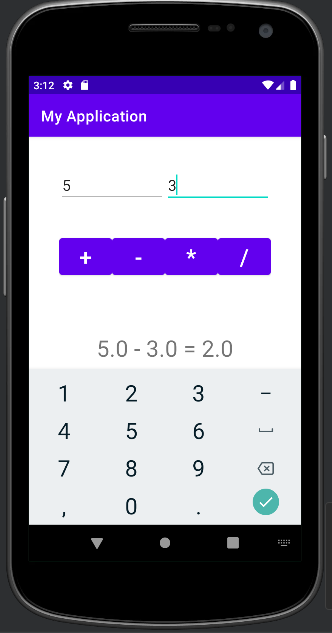 3:12
My Application
5 3
+ - * /
5.0 - 3.0 = 2.0
1 2 3 –
4 5 6
7 8 9
, 0 .